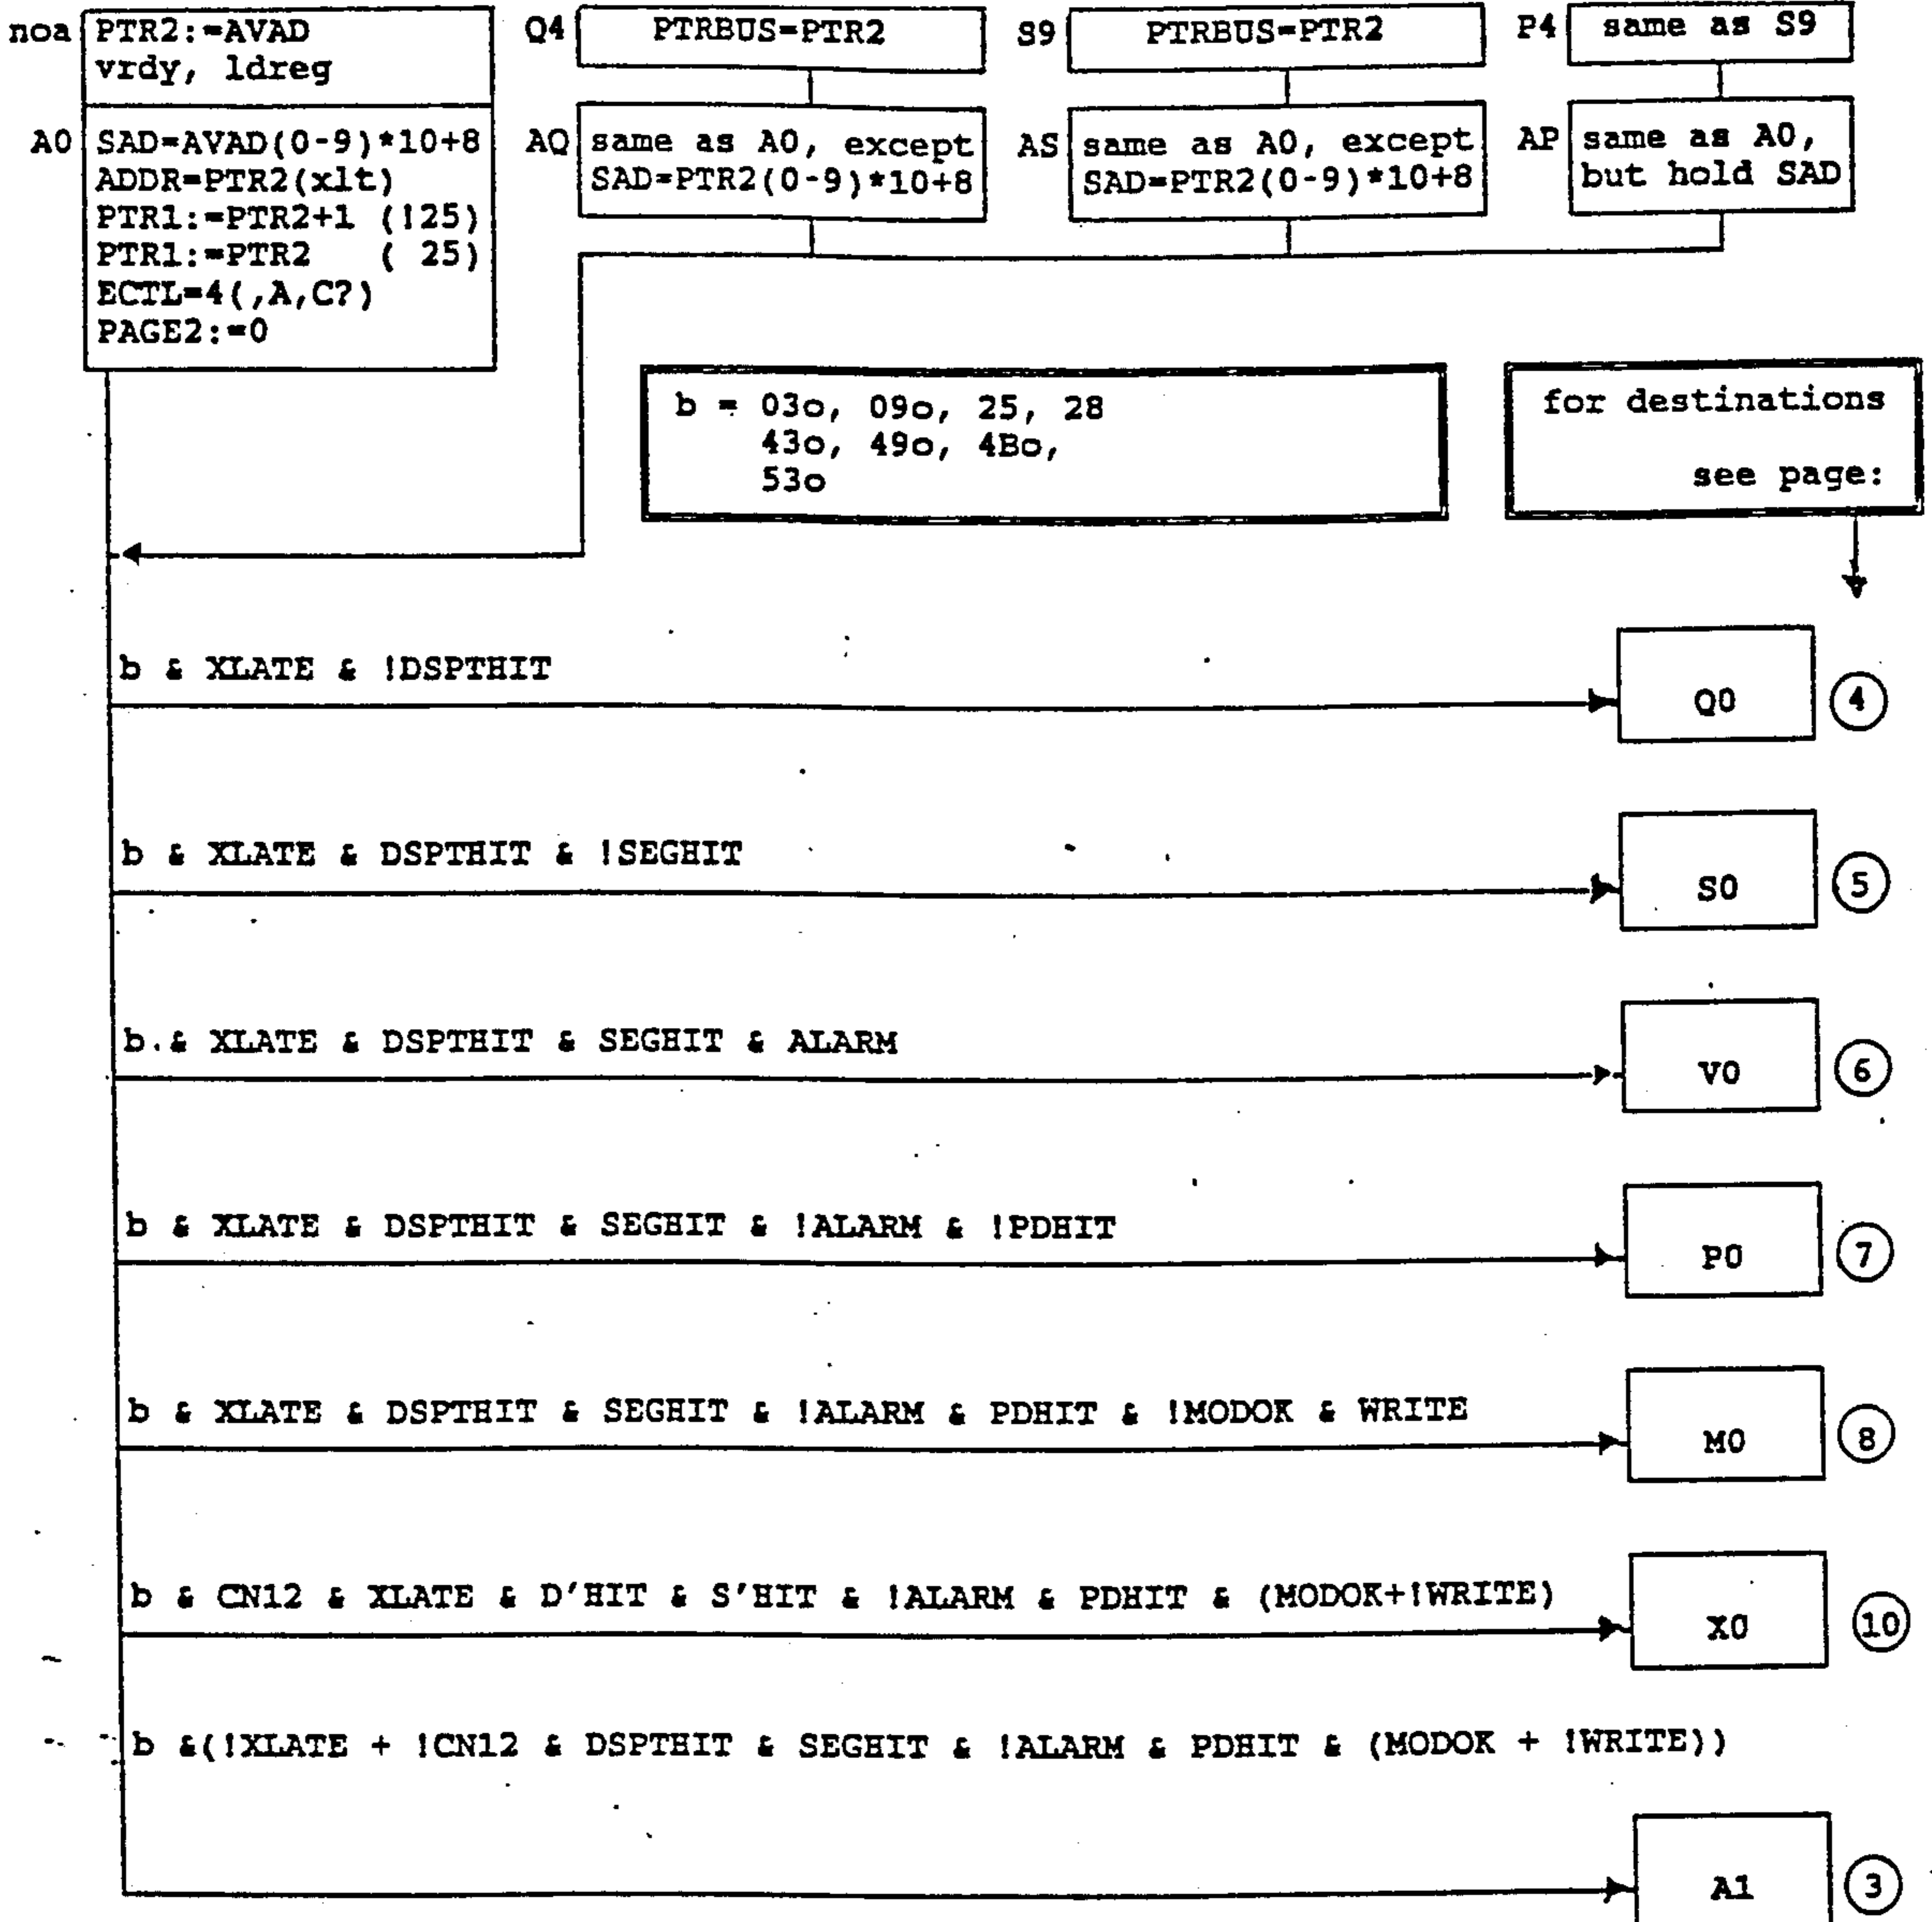 noa
PTR2:=AVAD
vrdy, ldreg
A0
SAD=AVAD(0-9)*10+8
ADDR=PTR2(xlt)
PTR1:=PTR2+1 (!25)
PTR1:=PTR2 ( 25)
ECTL=4(,A,C?)
PAGE2:=0
Q4
PTRBUS=PTR2
AQ
same as A0, except
SAD=PTR2(0-9)*10+8
S9
PTRBUS=PTR2
AS
same as A0, except
SAD=PTR2(0-9)*10+8
P4
same as S9
AP
same as A0,
but hold SAD
b = 03o, 09o, 25, 28
43o, 49o, 4Bo,
53o
for destinations
see page:
b & XLATE & !DSPTHIT
Q0
4
b & XLATE & DSPTHIT & !SEGHIT
S0
5
b & XLATE & DSPTHIT & SEGHIT & ALARM
V0
6
b & XLATE & DSPTHIT & SEGHIT & !ALARM & !PDHIT
P0
7
b & XLATE & DSPTHIT & SEGHIT & !ALARM & PDHIT & !MODOK & WRITE
M0
8
b & CN12 & XLATE & D'HIT & S'HIT & !ALARM & PDHIT & (MODOK+!WRITE)
X0
10
b &(!XLATE + !CN12 & DSPTHIT & SEGHIT & !ALARM & PDHIT & (MODOK + !WRITE))
A1
3